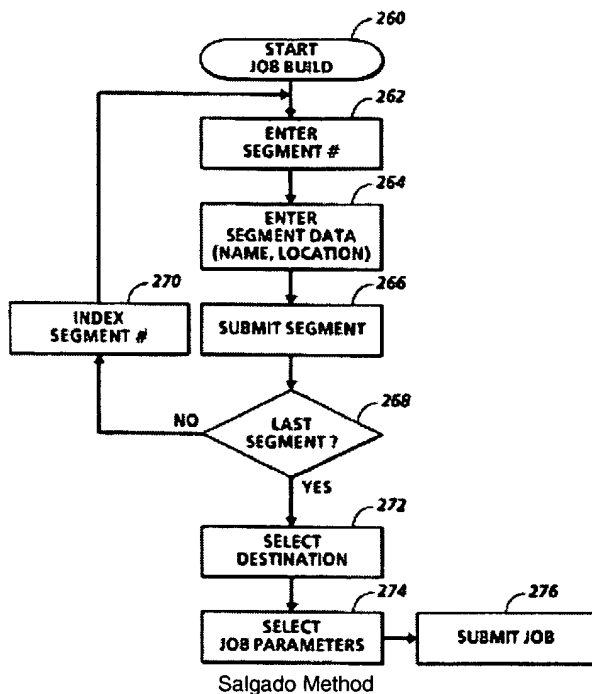 260
START
JOB BUILD
262
ENTER
SEGMENT #
264
ENTER
SEGMENT DATA
(NAME, LOCATION)
270
INDEX
SEGMENT #
266
SUBMIT SEGMENT
268
NO
LAST
SEGMENT ?
YES
272
SELECT
DESTINATION
274
SELECT
JOB PARAMETERS
276
SUBMIT JOB
Salgado Method